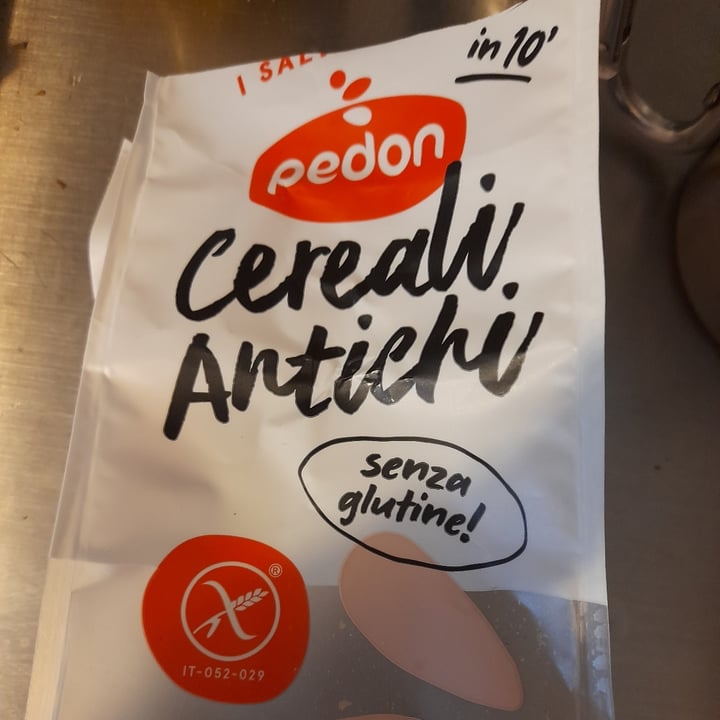 in 10'
pedon
Cereali
Antichi
senza
glutine!
®
IT-052-029